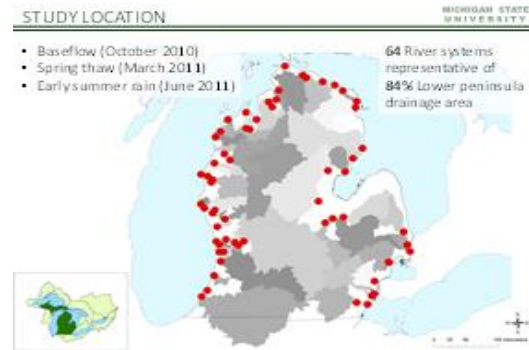 STUDY LOCATION
MICHIGAN STATE
UNIVERSITY
▪ Baseflow (October 2010)
▪ Spring thaw (March 2011)
▪ Early summer rain (June 2011)
64 River systems
representative of
84% Lower peninsula
drainage area